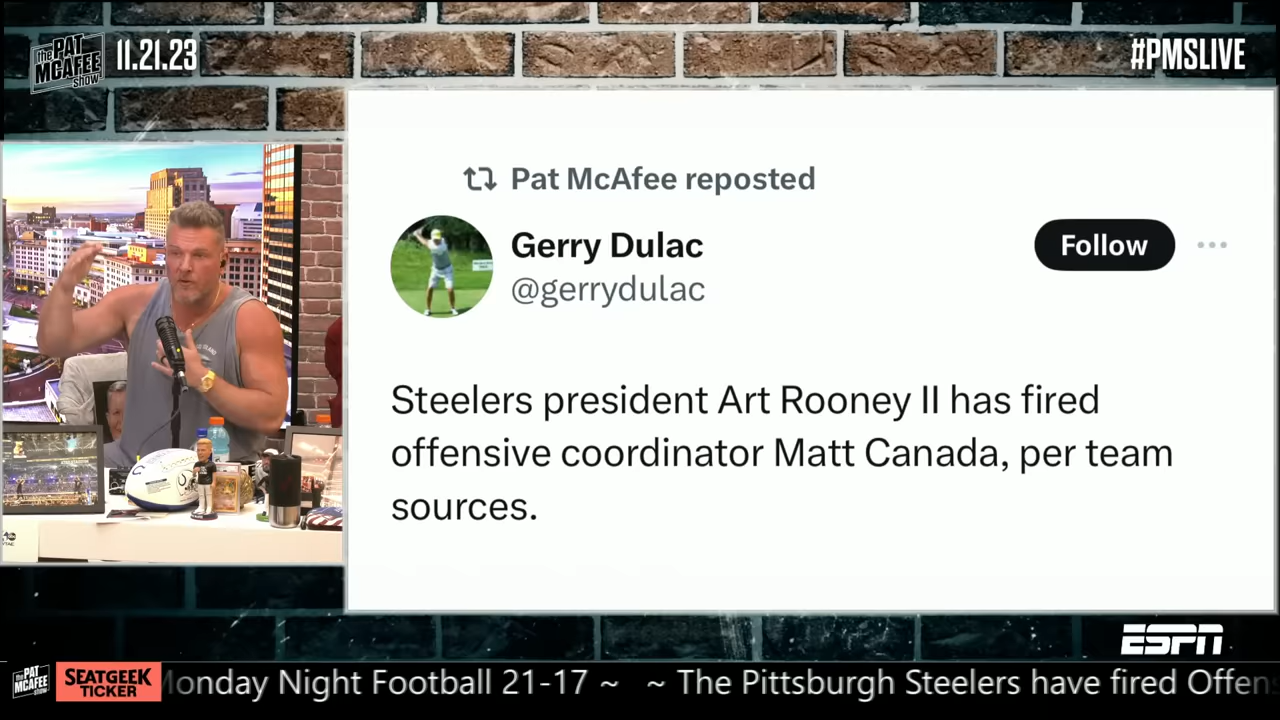 the PAT MCAFEE show
11.21.23
#PMSLIVE
Pat McAfee reposted
Gerry Dulac
@gerrydulac
Follow
Steelers president Art Rooney II has fired
offensive coordinator Matt Canada, per team
sources.
ESPN
the PAT MCAFEE show
SEATGEEK
TICKER
onday Night Football 21-17 ~ ~ The Pittsburgh Steelers have fired Offen